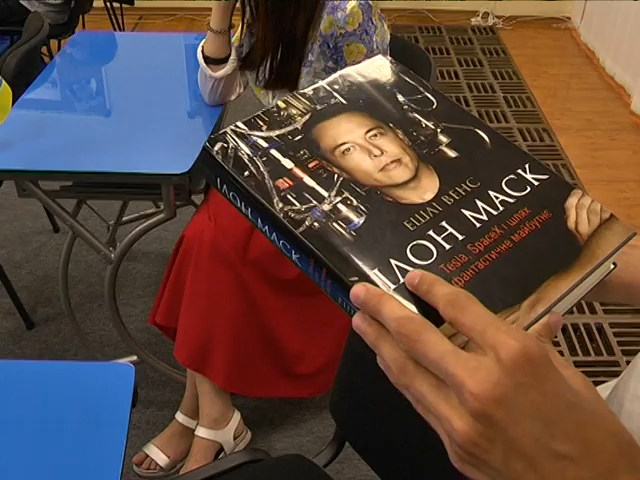 ЕШЛІ ВЕНС
ІЛОН МАСК
Tesla, SpaceX і шлях
у фантастичне майбутнє
ІЛОН МАСК